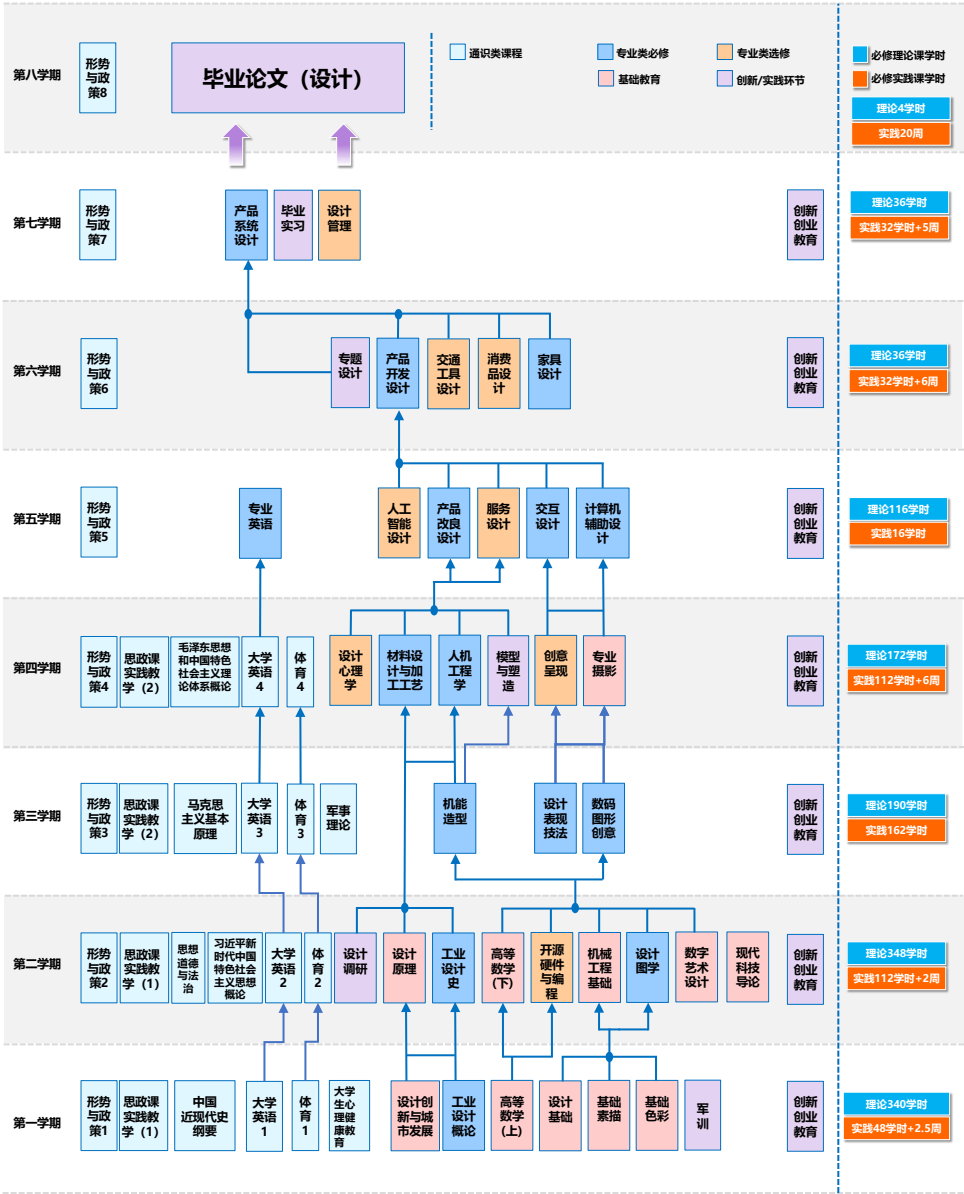 第八学期
形势
与政
策8
毕业论文（设计）
通识类课程
专业类必修
专业类选修
基础教育
创新/实践环节
必修理论课学时
必修实践课学时
理论4学时
实践20周
第七学期
形势
与政
策7
产品
系统
设计
毕业
实习
设计
管理
创新
创业
教育
理论36学时
实践32学时+5周
第六学期
形势
与政
策6
专题
设计
产品
开发
设计
交通
工具
设计
消费
品设
计
家具
设计
创新
创业
教育
理论36学时
实践32学时+6周
第五学期
形势
与政
策5
专业
英语
人工
智能
设计
产品
改良
设计
服务
设计
交互
设计
计算机
辅助设
计
创新
创业
教育
理论116学时
实践16学时
第四学期
形势
与政
策4
思政课
实践教
学（2）
毛泽东思想
和中国特色
社会主义理
论体系概论
大学
英语
4
体
育
4
设计
心理
学
材料设
计与加
工工艺
人机
工程
学
模型
与塑
造
创意
呈现
专业
摄影
创新
创业
教育
理论172学时
实践112学时+6周
第三学期
形势
与政
策3
思政课
实践教
学（2）
马克思
主义基本
原理
大学
英语
3
体
育
3
军事
理论
机能
造型
设计
表现
技法
数码
图形
创意
创新
创业
教育
理论190学时
实践162学时
第二学期
形势
与政
策2
思政课
实践教
学（1）
思想
道德
与法
治
习近平新
时代中国
特色社会
主义思想
概论
大学
英语
2
体
育
2
设计
调研
设计
原理
工业
设计
史
高等
数学
(下)
开源
硬件
与编
程
机械
工程
基础
设计
图学
数字
艺术
设计
现代
科技
导论
创新
创业
教育
理论348学时
实践112学时+2周
第一学期
形势
与政
策1
思政课
实践教
学（1）
中国
近现代史
纲要
大学
英语
1
体
育
1
大学
生心
理健
康教
育
设计创
新与城
市发展
工业
设计
概论
高等
数学
(上)
设计
基础
基础
素描
基础
色彩
军
训
创新
创业
教育
理论340学时
实践48学时+2.5周